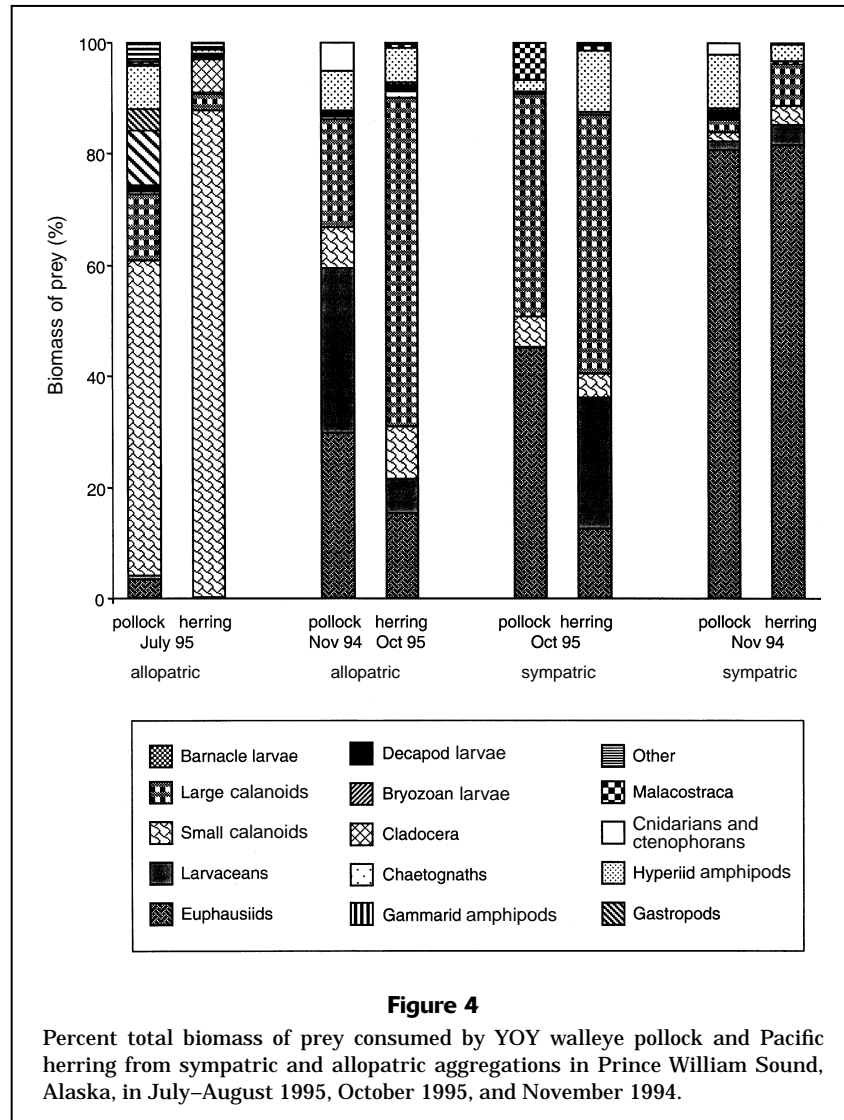 100
80
60
40
20
0
Biomass of prey (%)
pollock herring pollock herring pollock herring pollock herring
July 95 Nov 94 Oct 95 Oct 95 Nov 94
allopatric allopatric sympatric sympatric
Barnacle larvae Decapod larvae Other
Large calanoids Bryozoan larvae Malacostraca
Small calanoids Cladocera Cnidarians and
ctenophorans
Larvaceans Chaetognaths Hyperiid amphipods
Euphausiids Gammarid amphipods Gastropods
Figure 4
Percent total biomass of prey consumed by YOY walleye pollock and Pacific
herring from sympatric and allopatric aggregations in Prince William Sound,
Alaska, in July–August 1995, October 1995, and November 1994.